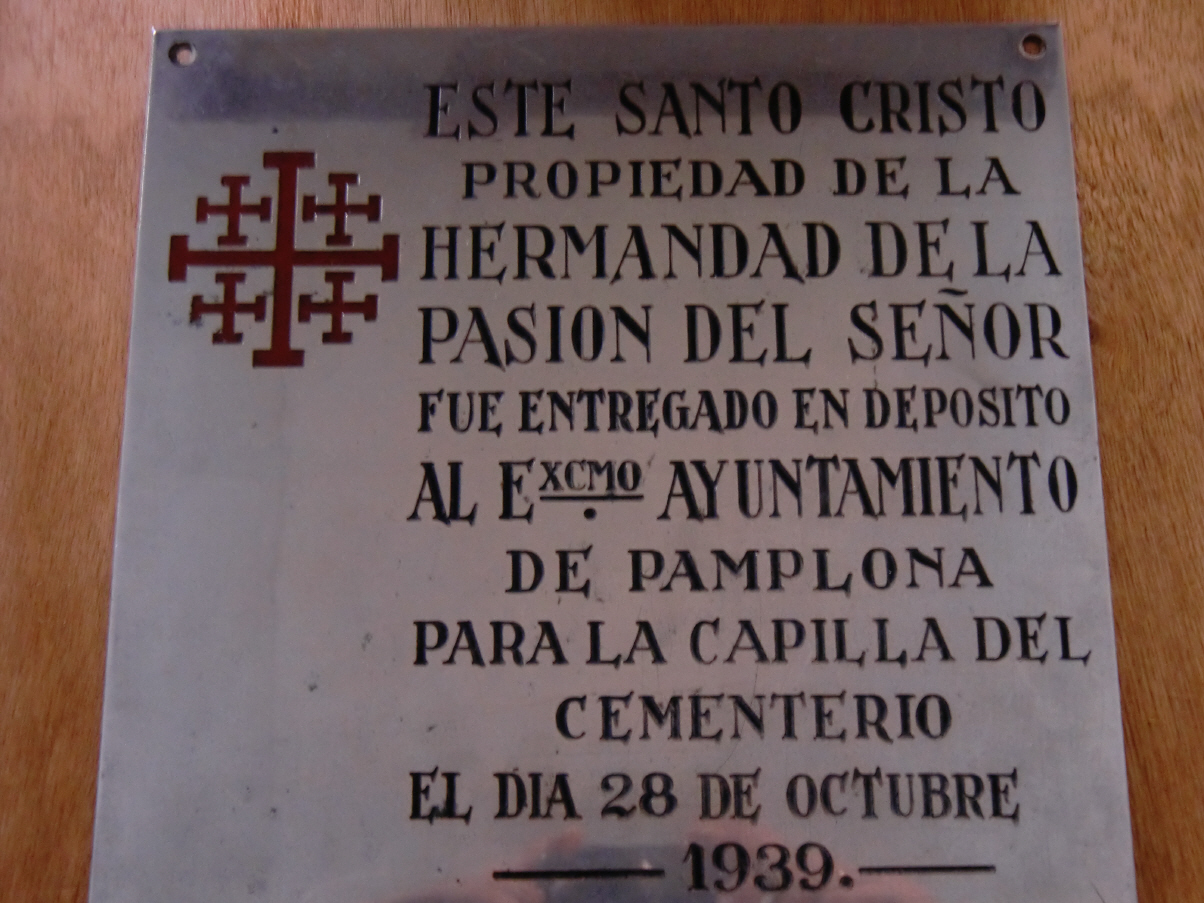 ESTE SANTO CRISTO
PROPIEDAD DE LA
HERMANDAD DE LA
PASION DEL SEÑOR
FUE ENTREGADO EN DEPOSITO
AL EXCMO. AYUNTAMIENTO
DE PAMPLONA
PARA LA CAPILLA DEL
CEMENTERIO
EL DIA 28 DE OCTUBRE
1939.